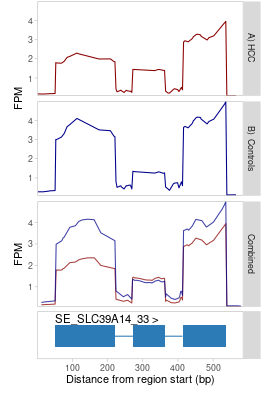 4
3
2
1
A) HCC
FPM
4
3
2
1
B) Controls
4
3
2
1
FPM
Combined
SE_SLC39A14_33 >
100 200 300 400 500
Distance from region start (bp)